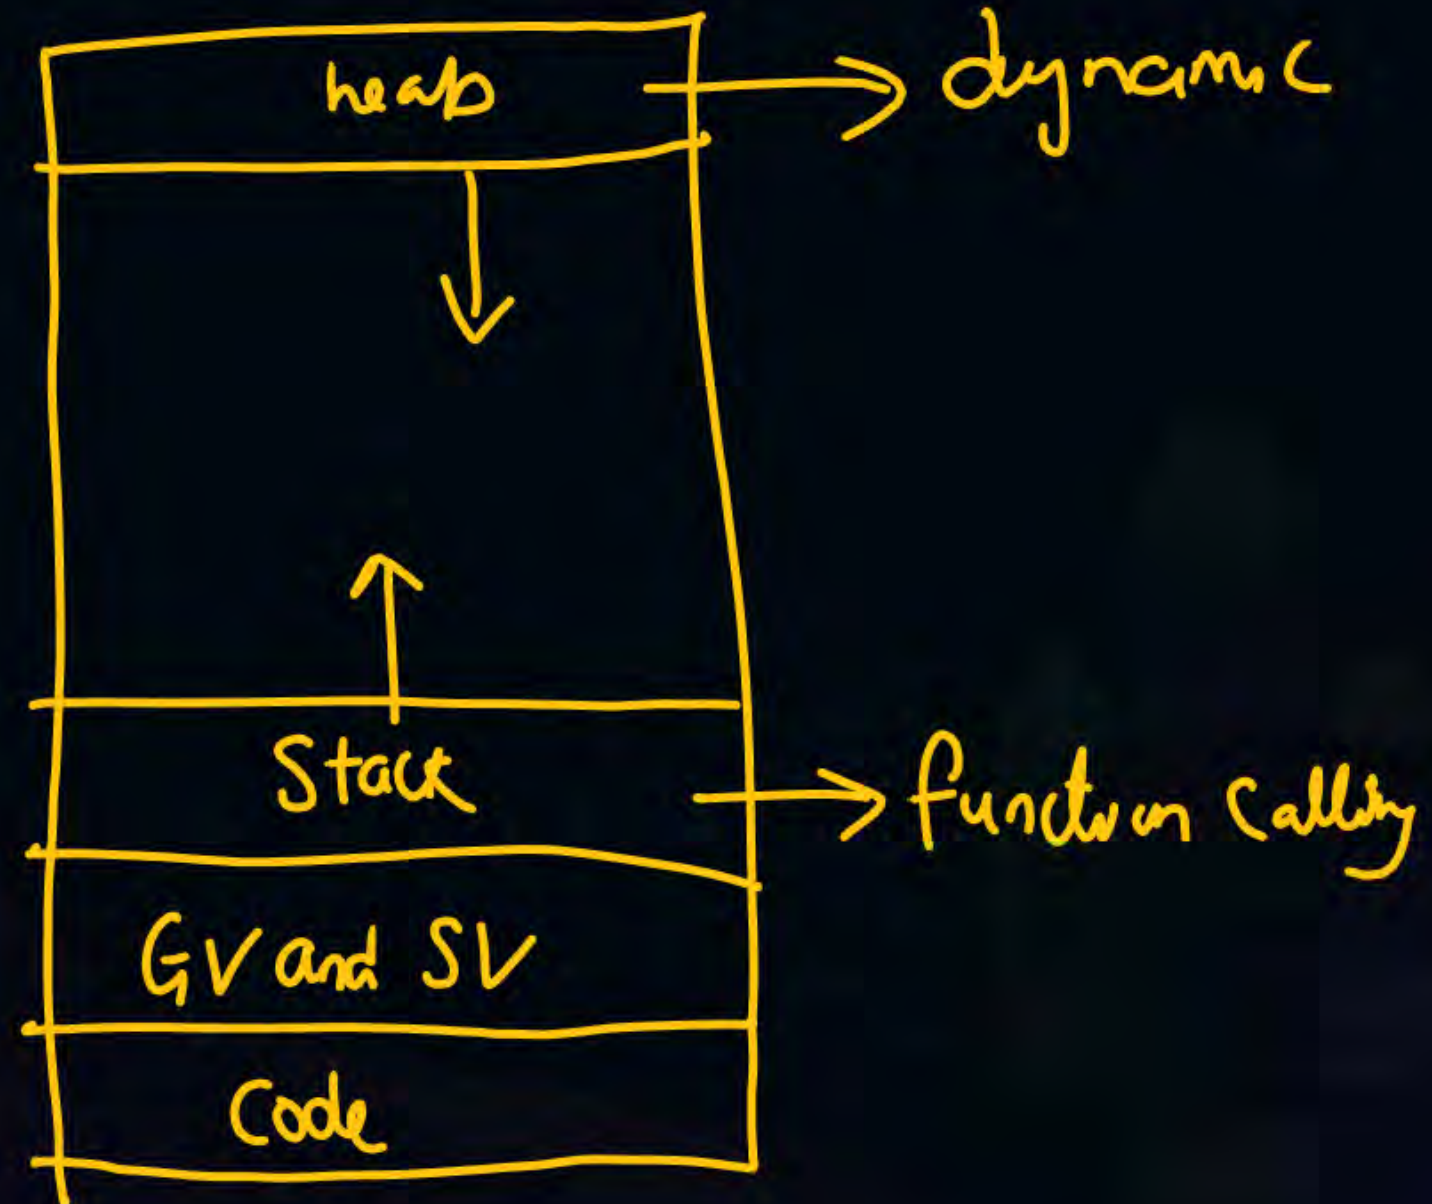 heap
dynamic
Stack
function calling
GV and SV
Code